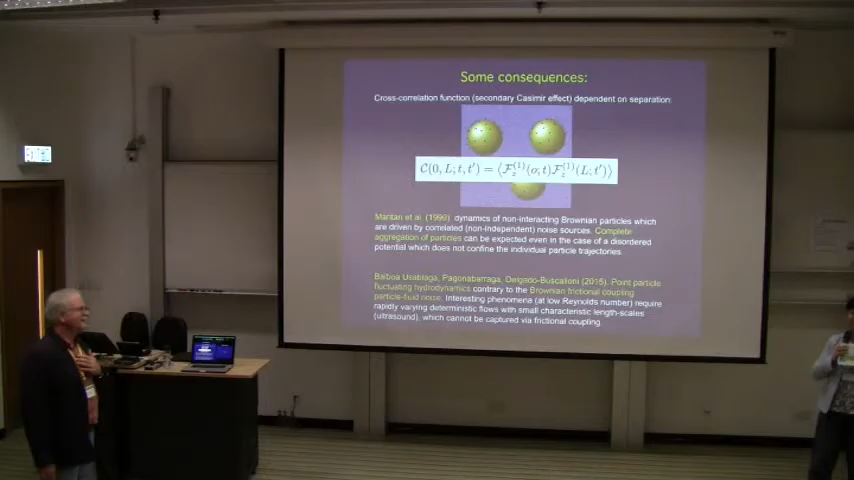 Some consequences:
Cross-correlation function (secondary Casimir effect) dependent on separation:
C(0, L; t, t′) = ⟨F_z^(1)(o; t)F_z^(1)(L; t′)⟩
Maritan et al. (1999) dynamics of non-interacting Brownian particles which
are driven by correlated (non-independent) noise sources. Complete
aggregation of particles can be expected even in the case of a disordered
potential which does not confine the individual particle trajectories.
Balboa Usabiaga, Pagonabarraga, Delgado-Buscalioni (2015). Point particle
fluctuating hydrodynamics contrary to the Brownian frictional coupling
particle-fluid noise. Interesting phenomena (at low Reynolds number) require
rapidly varying deterministic flows with small characteristic length-scales
(ultrasound), which cannot be captured via frictional coupling.